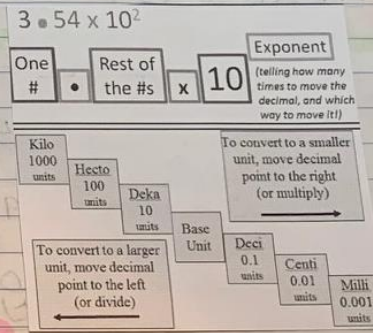 3 • 54 x 10²
One
#
•
Rest of
the #s
x
10
Exponent
(telling how many
times to move the
decimal, and which
way to move it!)
Kilo
1000
units
Hecto
100
units
Deka
10
units
Base
Unit
Deci
0.1
units
Centi
0.01
units
Milli
0.001
units
To convert to a smaller
unit, move decimal
point to the right
(or multiply)
To convert to a larger
unit, move decimal
point to the left
(or divide)